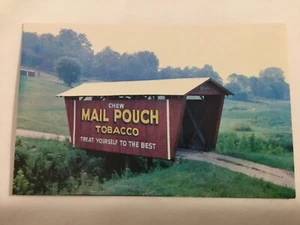 CHEW
MAIL POUCH
TOBACCO
TREAT YOURSELF TO THE BEST